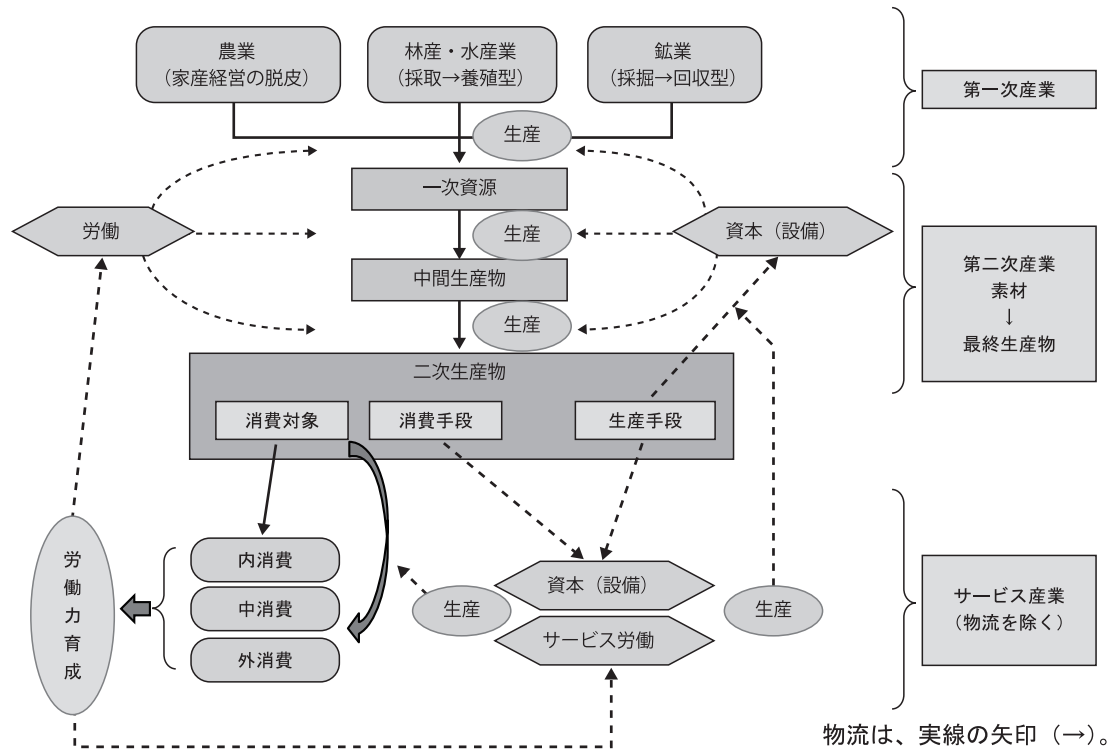 農業
（家産経営の脱皮）
林産・水産業
（採取→養殖型）
鉱業
（採掘→回収型）
第一次産業
生産
一次資源
労働
生産
資本（設備）
中間生産物
生産
第二次産業
素材
↓
最終生産物
二次生産物
消費対象
消費手段
生産手段
労働力育成
内消費
中消費
外消費
生産
資本（設備）
サービス労働
生産
サービス産業
（物流を除く）
物流は、実線の矢印（→）。